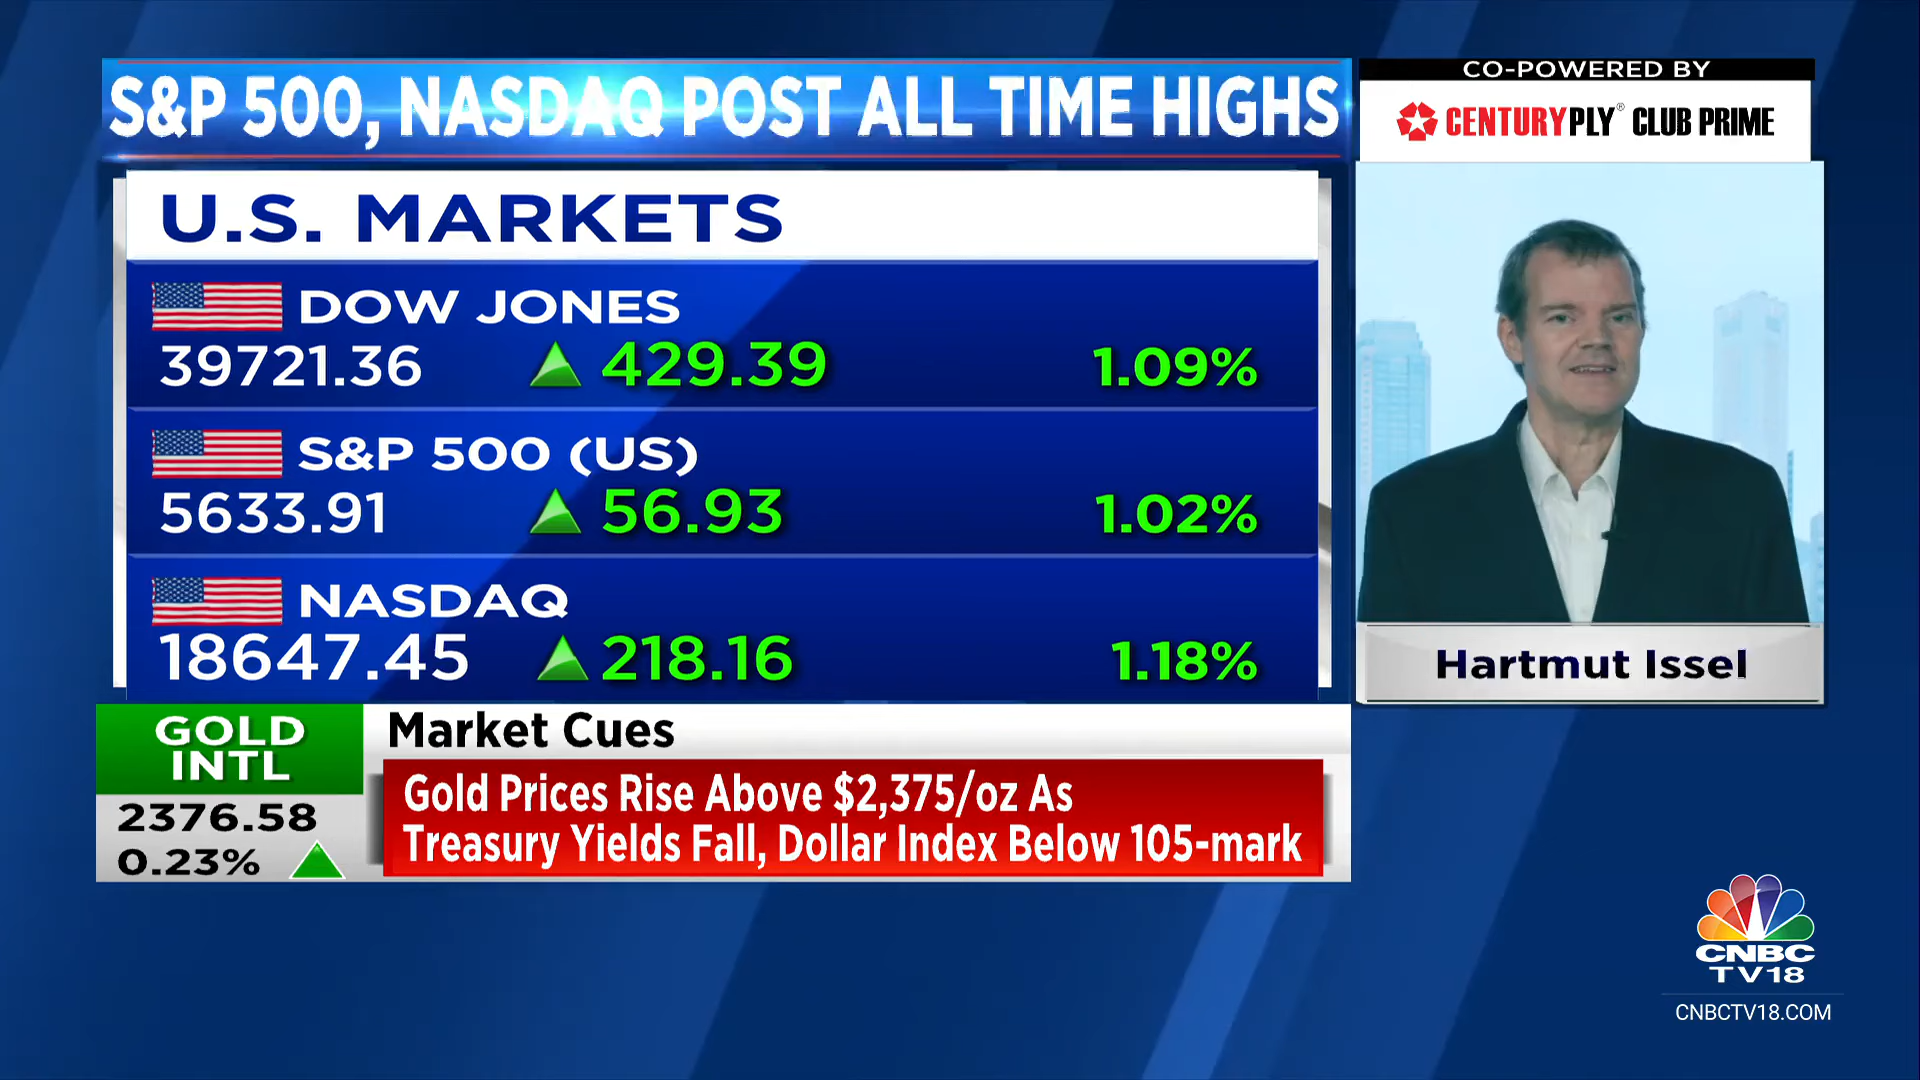 S&P 500, NASDAQ POST ALL TIME HIGHS
CO-POWERED BY
CENTURYPLY® CLUB PRIME
U.S. MARKETS
DOW JONES
39721.36 ▲ 429.39 1.09%
S&P 500 (US)
5633.91 ▲ 56.93 1.02%
NASDAQ
18647.45 ▲ 218.16 1.18%
Hartmut Issel
GOLD
INTL
2376.58
0.23% ▲
Market Cues
Gold Prices Rise Above $2,375/oz As
Treasury Yields Fall, Dollar Index Below 105-mark
CNBC
TV18
CNBCTV18.COM